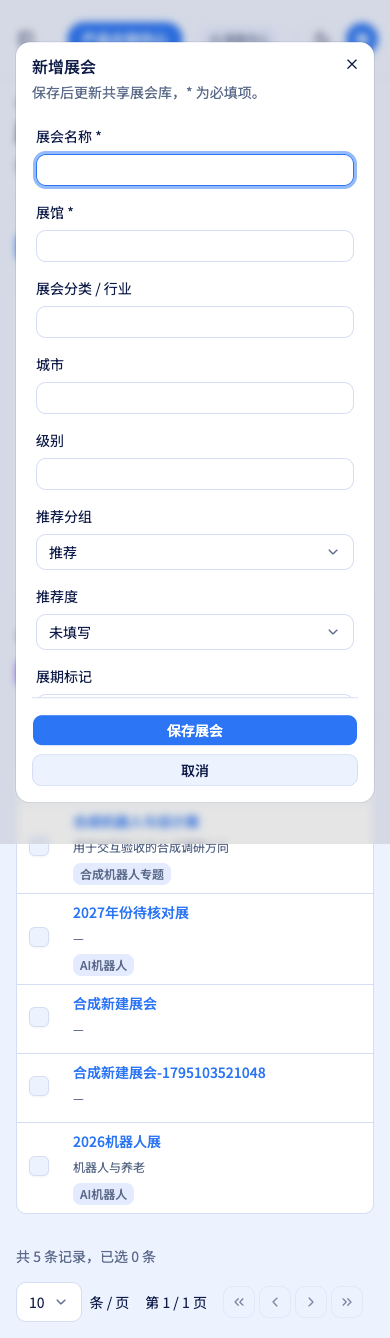 新增展会
保存后更新共享展会库，* 为必填项。
展会名称 *
展馆 *
展会分类 / 行业
城市
级别
推荐分组
推荐
推荐度
未填写
展期标记
保存展会
取消
用于交互验收的合成调研方向
合成机器人专题
2027年份待核对展
—
AI机器人
合成新建展会
—
合成新建展会-1795103521048
—
2026机器人展
机器人与养老
AI机器人
共 5 条记录，已选 0 条
10 条 / 页 第 1 / 1 页